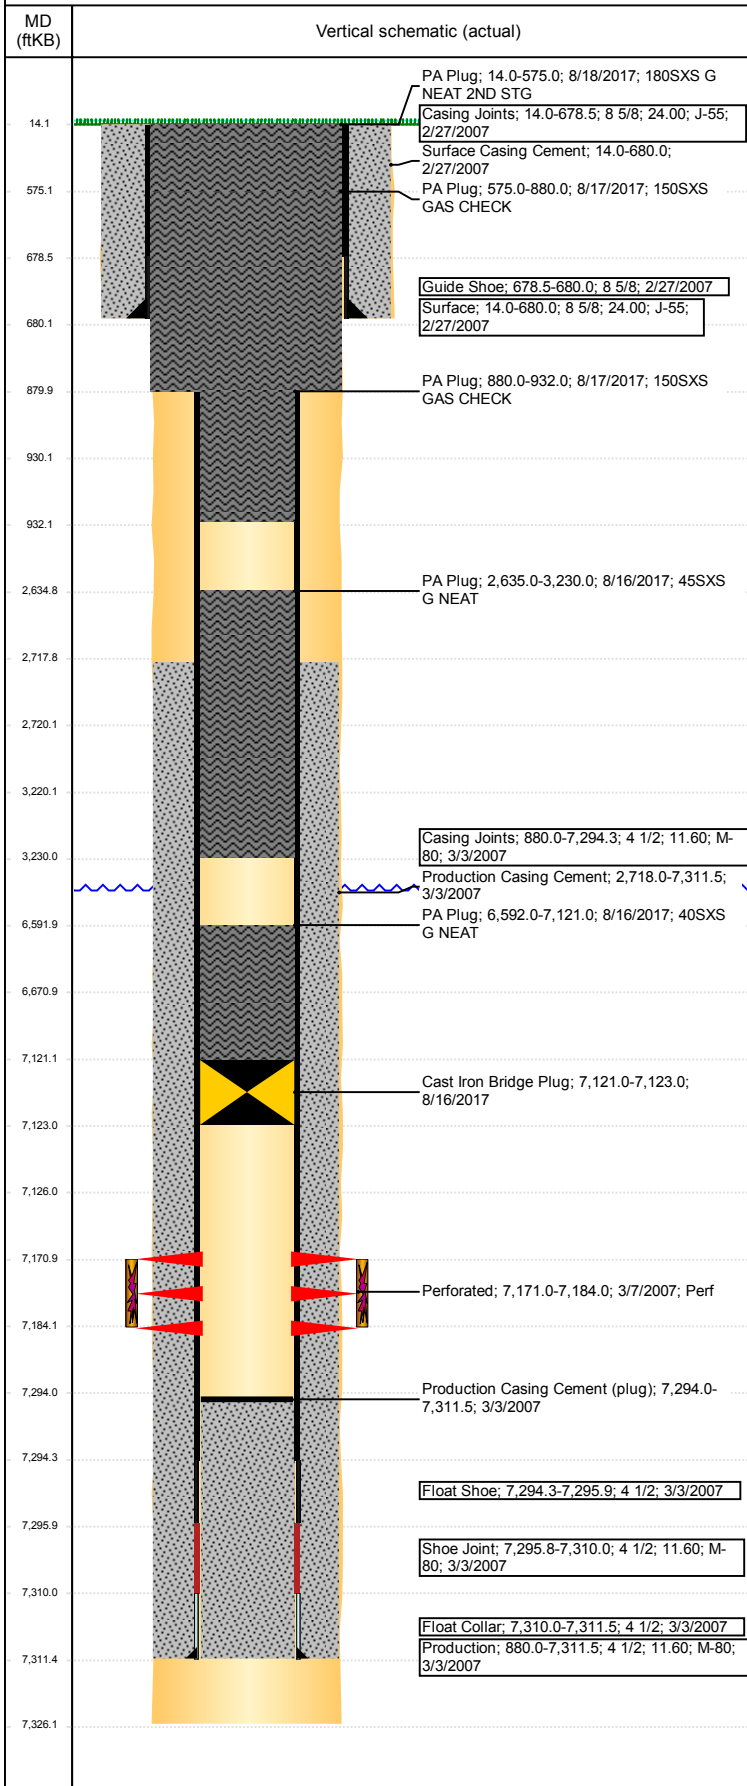 MD
(ftKB)
Vertical schematic (actual)
PA Plug; 14.0-575.0; 8/18/2017; 180SXS G
NEAT 2ND STG
14.1
Casing Joints; 14.0-678.5; 8 5/8; 24.00; J-55;
2/27/2007
Surface Casing Cement; 14.0-680.0;
2/27/2007
575.1
PA Plug; 575.0-880.0; 8/17/2017; 150SXS
GAS CHECK
678.5
Guide Shoe; 678.5-680.0; 8 5/8; 2/27/2007
Surface; 14.0-680.0; 8 5/8; 24.00; J-55;
2/27/2007
680.1
879.9
PA Plug; 880.0-932.0; 8/17/2017; 150SXS
GAS CHECK
930.1
932.1
2,634.8
PA Plug; 2,635.0-3,230.0; 8/16/2017; 45SXS
G NEAT
2,717.8
2,720.1
3,220.1
Casing Joints; 880.0-7,294.3; 4 1/2; 11.60; M-
80; 3/3/2007
3,230.0
Production Casing Cement; 2,718.0-7,311.5;
3/3/2007
PA Plug; 6,592.0-7,121.0; 8/16/2017; 40SXS
G NEAT
6,591.9
6,670.9
7,121.1
Cast Iron Bridge Plug; 7,121.0-7,123.0;
8/16/2017
7,123.0
7,126.0
7,170.9
Perforated; 7,171.0-7,184.0; 3/7/2007; Perf
7,184.1
Production Casing Cement (plug); 7,294.0-
7,311.5; 3/3/2007
7,294.0
7,294.3
Float Shoe; 7,294.3-7,295.9; 4 1/2; 3/3/2007
7,295.9
Shoe Joint; 7,295.8-7,310.0; 4 1/2; 11.60; M-
80; 3/3/2007
7,310.0
Float Collar; 7,310.0-7,311.5; 4 1/2; 3/3/2007
Production; 880.0-7,311.5; 4 1/2; 11.60; M-80;
3/3/2007
7,311.4
7,326.1